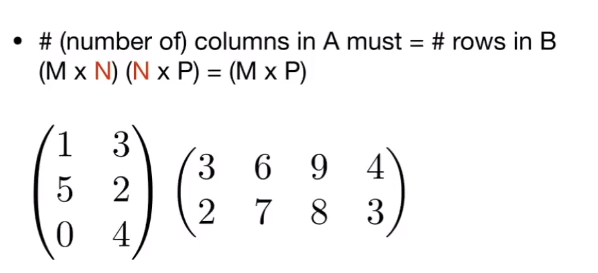 • # (number of) columns in A must = # rows in B
(M x N) (N x P) = (M x P)
1 3
5 2
0 4
3 6 9 4
2 7 8 3